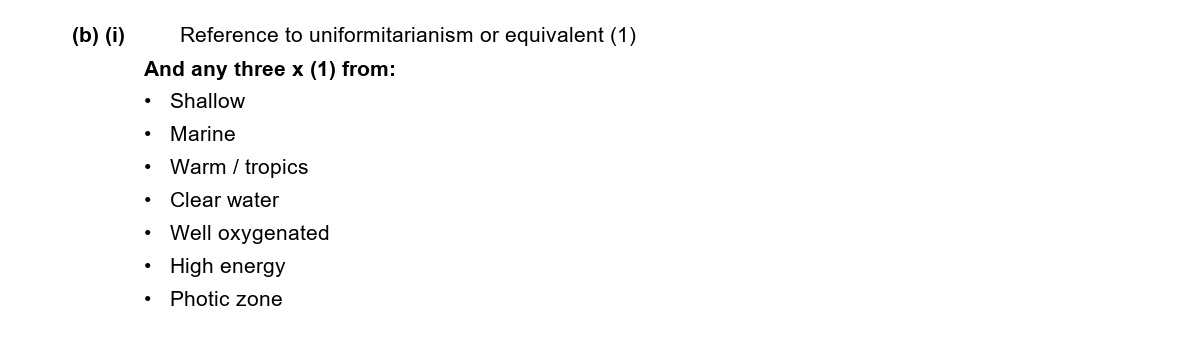 (b) (i) Reference to uniformitarianism or equivalent (1)
And any three x (1) from:
• Shallow
• Marine
• Warm / tropics
• Clear water
• Well oxygenated
• High energy
• Photic zone